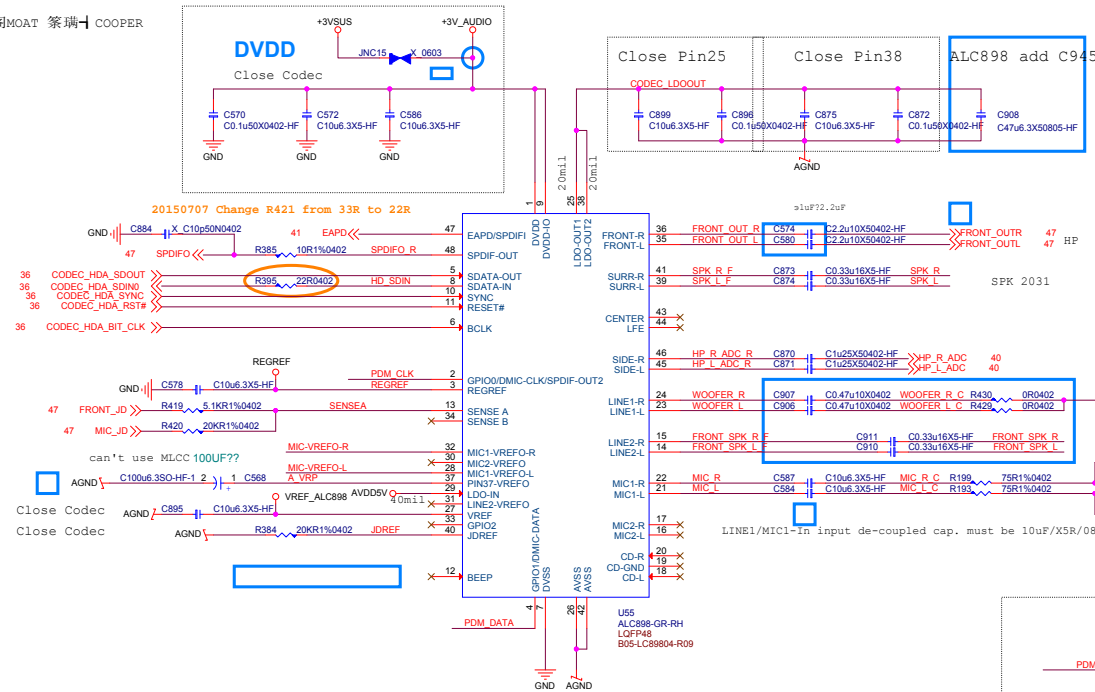 MOAT 筡瑀 COOPER
+3VSUS
+3V_AUDIO
DVDD
Close Codec
JNC15 X_0603
C570
C0.1u50X0402-HF
C572
C10u6.3X5-HF
C586
C10u6.3X5-HF
GND
GND
GND
Close Pin25
Close Pin38
ALC898 add C945
CODEC_LDOOUT
C899
C10u6.3X5-HF
C896
C0.1u50X0402-HF
C875
C10u6.3X5-HF
C872
C0.1u50X0402-HF
C908
C47u6.3X50805-HF
AGND
20mil
20mil
20150707 Change R421 from 33R to 22R
1
9
25
38
DVDD
DVDD-IO
LDO-OUT1
LDO-OUT2
GND C884 X_C10p50N0402
41 EAPD 47 EAPD/SPDIFI
47 SPDIFO R385 10R1%0402 SPDIFO_R 48 SPDIF-OUT
36 CODEC_HDA_SDOUT 5 SDATA-OUT
36 CODEC_HDA_SDIN0 R395 22R0402 HD_SDIN 8 SDATA-IN
36 CODEC_HDA_SYNC 10 SYNC
36 CODEC_HDA_RST# 11 RESET#
36 CODEC_HDA_BIT_CLK 6 BCLK
REGREF
PDM_CLK 2 GPIO0/DMIC-CLK/SPDIF-OUT2
GND C578 C10u6.3X5-HF REGREF 3 REGREF
47 FRONT_JD R419 5.1KR1%0402 SENSEA 13 SENSE A
34 SENSE B
47 MIC_JD R420 20KR1%0402
can't use MLCC 100UF??
MIC-VREFO-R 32 MIC1-VREFO-R
30 MIC2-VREFO
MIC-VREFO-L 28 MIC1-VREFO-L
AGND C100u6.3SO-HF-1 2 1 C568 A_VRP 37 PIN37-VREFO
+
VREF_ALC898 AVDD5V 40mil 29 LDO-IN
31 LINE2-VREFO
Close Codec AGND C895 C10u6.3X5-HF 27 VREF
33 GPIO2
Close Codec AGND R384 20KR1%0402 JDREF 40 JDREF
12 BEEP
GPIO1/DMIC-DATA
DVSS
AVSS
AVSS
4
7
26
42
PDM_DATA
GND
AGND
U55
ALC898-GR-RH
LQFP48
B05-LC89804-R09
FRONT-R 36 FRONT_OUT_R C574 C2.2u10X50402-HF FRONT_OUTR 47
FRONT-L 35 FRONT_OUT_L C580 C2.2u10X50402-HF FRONT_OUTL 47
HP
SURR-R 41 SPK_R_F C873 C0.33u16X5-HF SPK_R
SURR-L 39 SPK_L_F C874 C0.33u16X5-HF SPK_L
SPK 2031
CENTER 43
LFE 44
SIDE-R 46 HP_R_ADC_R C870 C1u25X50402-HF HP_R_ADC 40
SIDE-L 45 HP_L_ADC_R C871 C1u25X50402-HF HP_L_ADC 40
LINE1-R 24 WOOFER_R C907 C0.47u10X0402 WOOFER_R_C R430 0R0402
LINE1-L 23 WOOFER_L C906 C0.47u10X0402 WOOFER_L_C R429 0R0402
LINE2-R 15 FRONT_SPK_R_F C911 C0.33u16X5-HF FRONT_SPK_R
LINE2-L 14 FRONT_SPK_L_F C910 C0.33u16X5-HF FRONT_SPK_L
MIC1-R 22 MIC_R C587 C10u6.3X5-HF MIC_R_C R199 75R1%0402
MIC1-L 21 MIC_L C584 C10u6.3X5-HF MIC_L_C R193 75R1%0402
MIC2-R 17
MIC2-L 16
LINE1/MIC1-In input de-coupled cap. must be 10uF/X5R/08
CD-R 20
CD-GND 19
CD-L 18
PDM